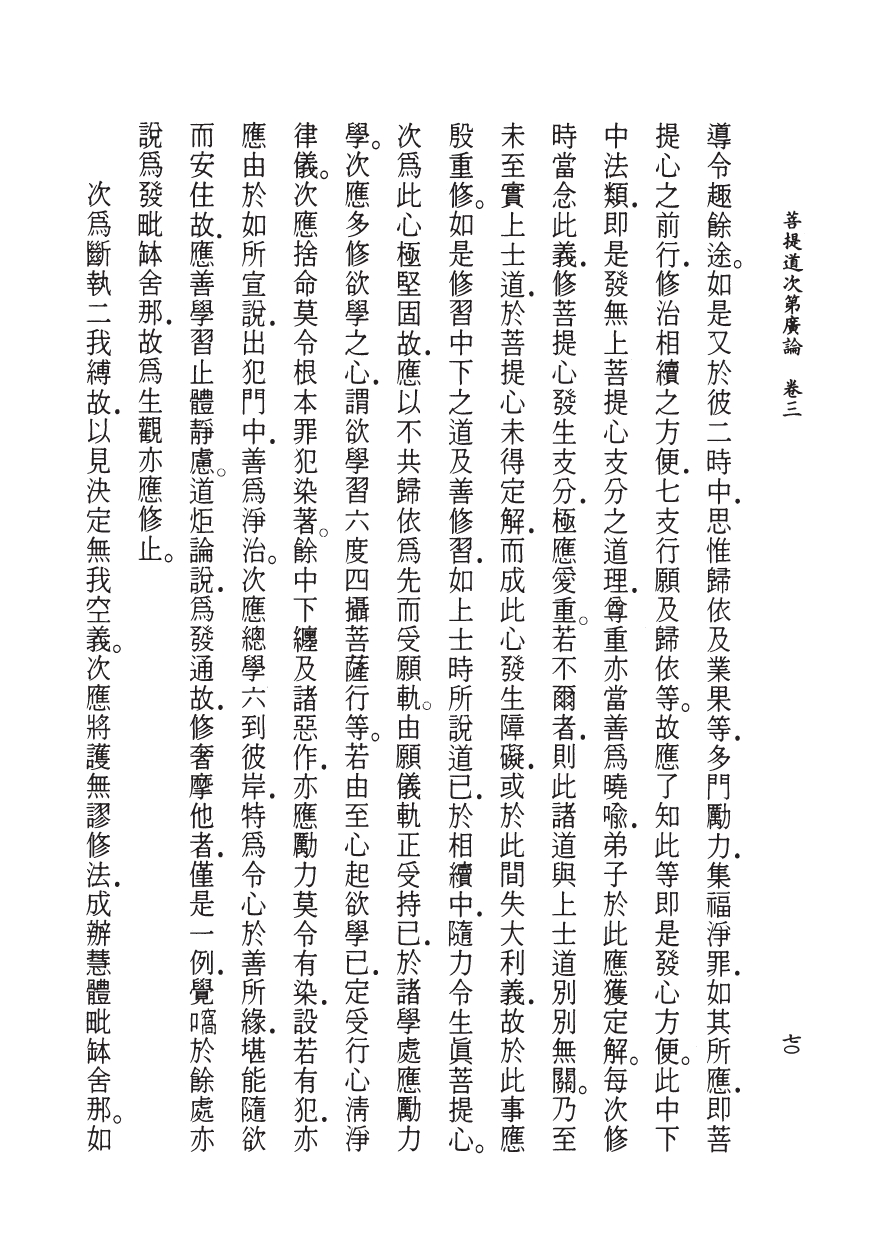 菩提道次第廣論　卷三
七〇
導令趣餘途。如是又於彼二時中．思惟歸依及業果等．多門勵力．集福淨罪．如其所應．即菩
提心之前行．修治相續之方便．七支行願及歸依等。故應了知此等即是發心方便。此中下
中法類．即是發無上菩提心支分之道理．尊重亦當善為曉喻．弟子於此應獲定解。每次修
時當念此義．修菩提心發生支分．極應愛重。若不爾者．則此諸道與上士道別別無關。乃至
未至實上士道．於菩提心未得定解．而成此心發生障礙．或於此間失大利義．故於此事應
殷重修。如是修習中下之道及善修習．如上士時所說道已．於相續中．隨力令生眞菩提心。
次為此心極堅固故．應以不共歸依為先而受願軌。由願儀軌正受持已．於諸學處應勵力
學。次應多修欲學之心．謂欲學習六度四攝菩薩行等。若由至心起欲學已．定受行心清淨
律儀。次應捨命莫令根本罪犯染著。餘中下纏及諸惡作．亦應勵力莫令有染．設若有犯．亦
應由於如所宣說．出犯門中．善為淨治。次應總學六到彼岸．特為令心於善所緣．堪能隨欲
而安住故．應善學習止體靜慮。道炬論說．為發通故．修奢摩他者．僅是一例．覺㗖於餘處亦
說為發毗缽舍那．故為生觀亦應修止。
次為斷執二我縛故．以見決定無我空義。次應將護無謬修法．成辦慧體毗缽舍那。如